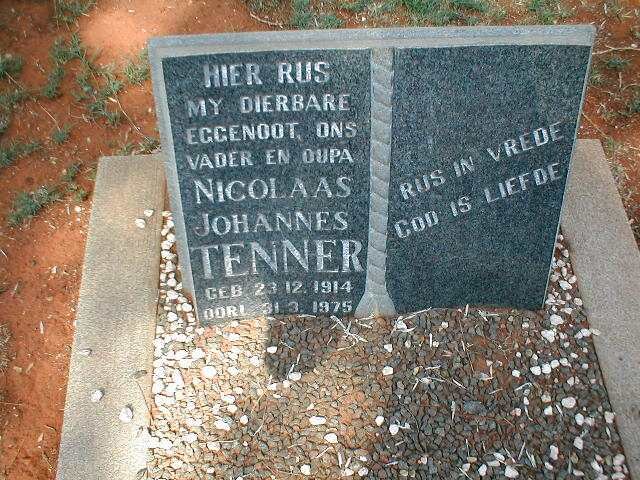 HIER RUS
MY DIERBARE
EGGENOOT, ONS
VADER EN OUPA
NICOLAAS
JOHANNES
TENNER
GEB. 23.12.1914
OORL. 31.3.1975
RUS IN VREDE
GOD IS LIEFDE